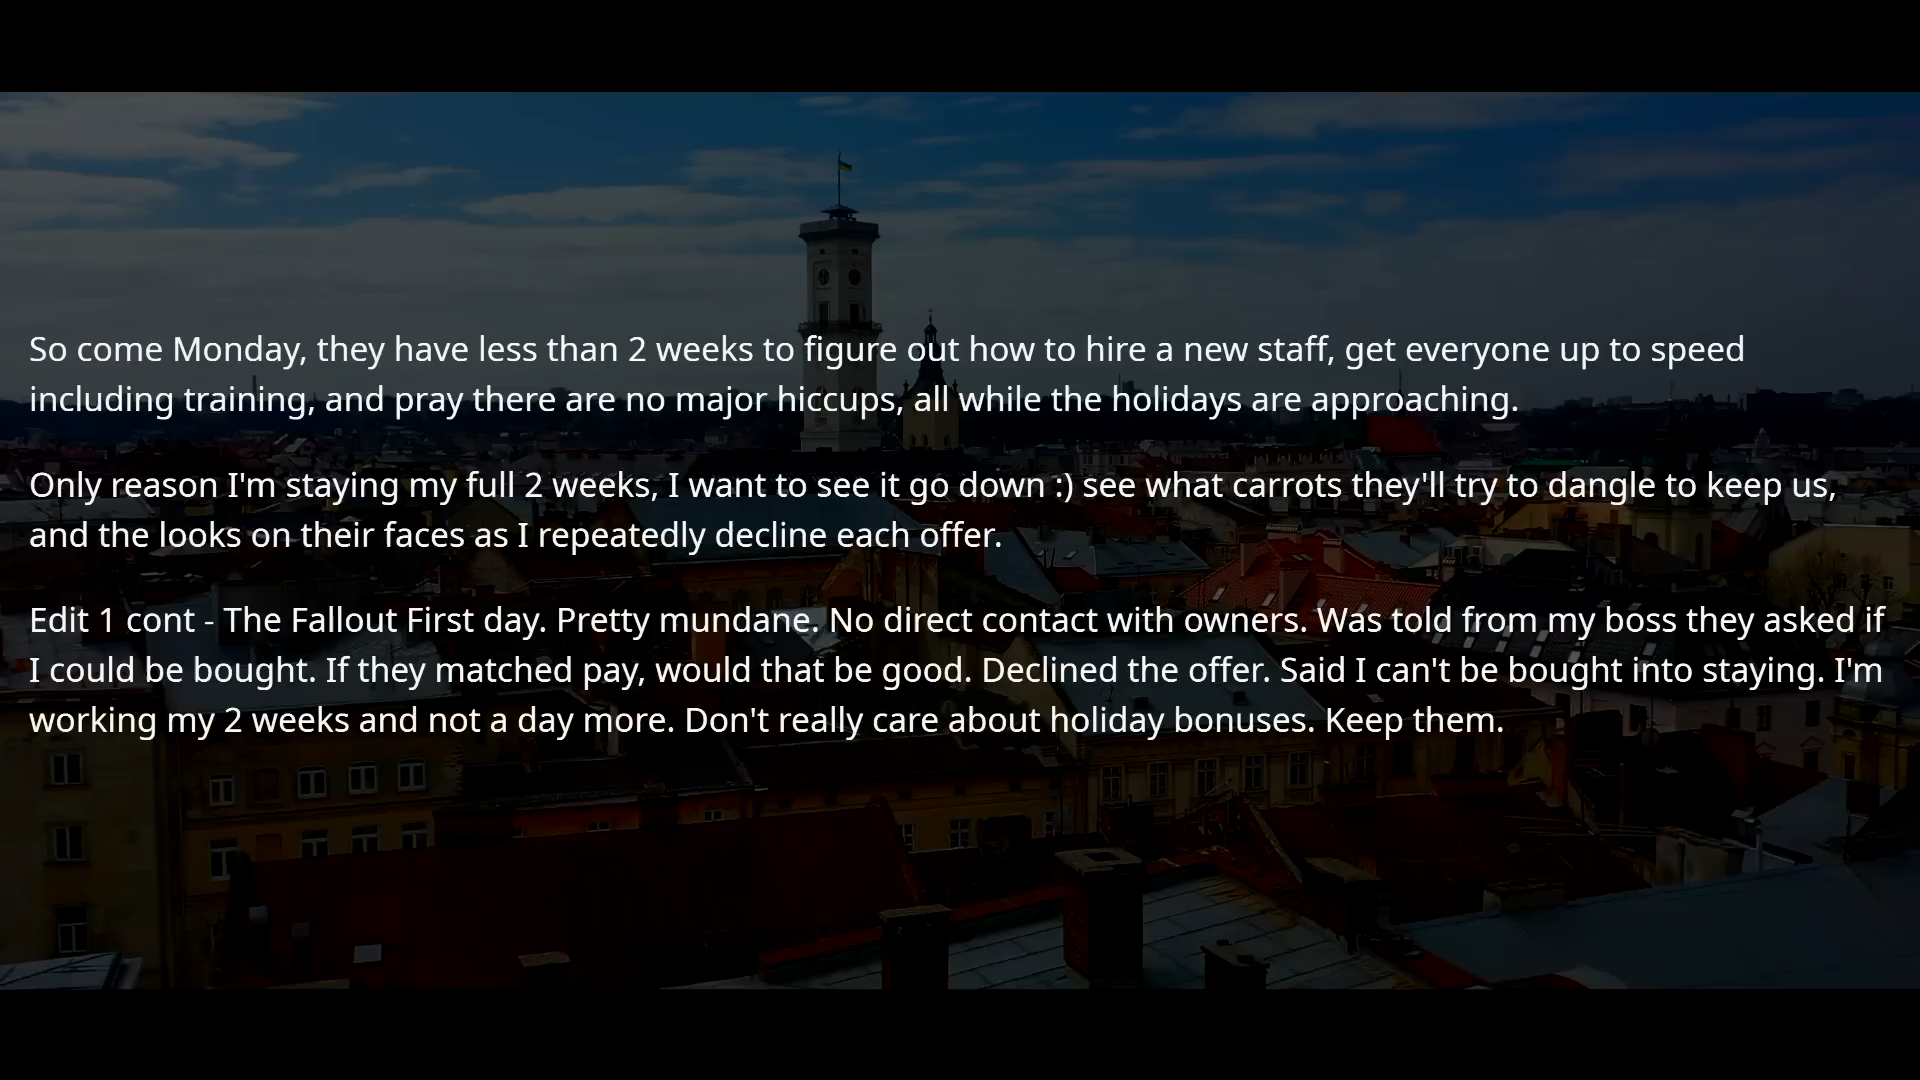 So come Monday, they have less than 2 weeks to figure out how to hire a new staff, get everyone up to speed
including training, and pray there are no major hiccups, all while the holidays are approaching.
Only reason I'm staying my full 2 weeks, I want to see it go down :) see what carrots they'll try to dangle to keep us,
and the looks on their faces as I repeatedly decline each offer.
Edit 1 cont - The Fallout First day. Pretty mundane. No direct contact with owners. Was told from my boss they asked if
I could be bought. If they matched pay, would that be good. Declined the offer. Said I can't be bought into staying. I'm
working my 2 weeks and not a day more. Don't really care about holiday bonuses. Keep them.